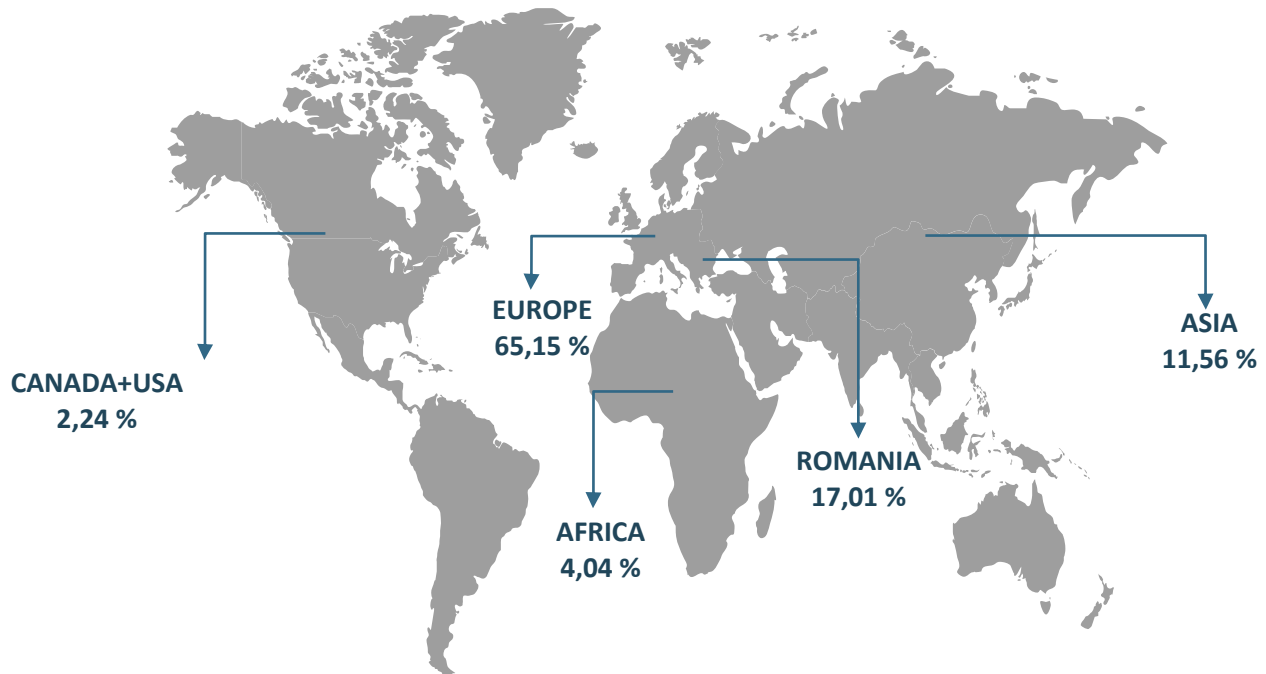 EUROPE
65,15 %
ASIA
11,56 %
CANADA+USA
2,24 %
ROMANIA
17,01 %
AFRICA
4,04 %